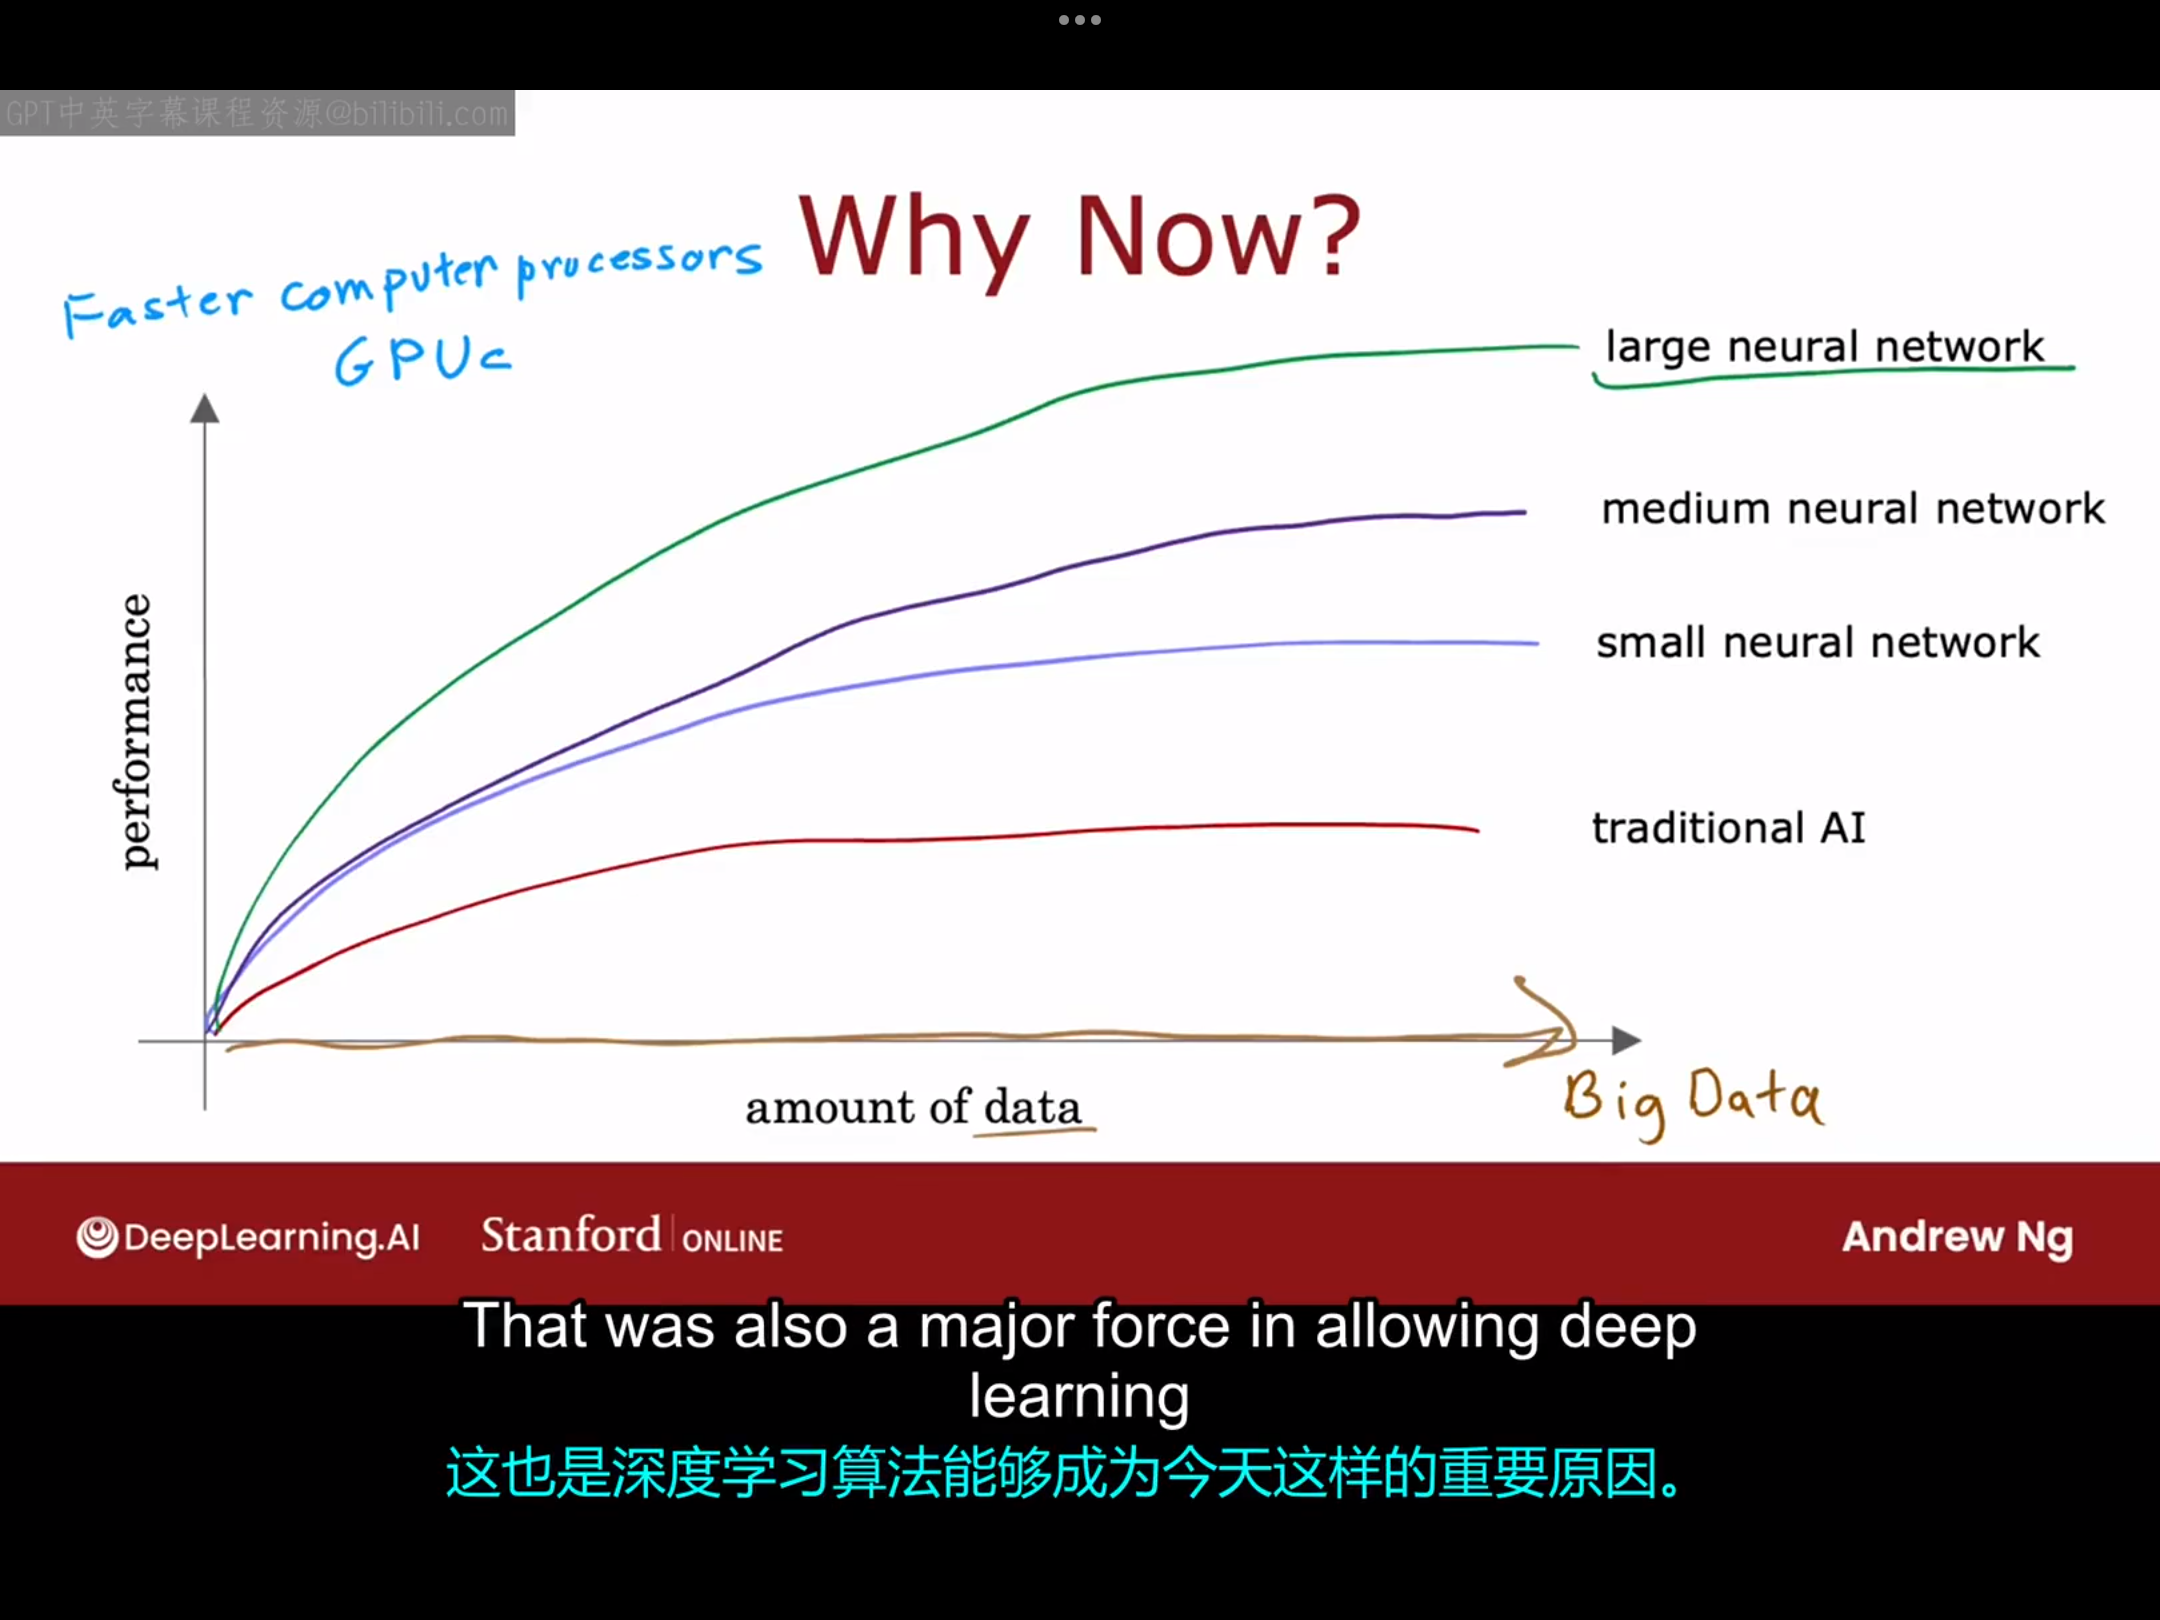 GPT中英字幕课程资源@bilibili.com
Why Now?
Faster computer processors
GPUs
large neural network
medium neural network
small neural network
traditional AI
performance
amount of data
Big Data
DeepLearning.AI
Stanford | ONLINE
Andrew Ng
That was also a major force in allowing deep
learning
这也是深度学习算法能够成为今天这样的重要原因。